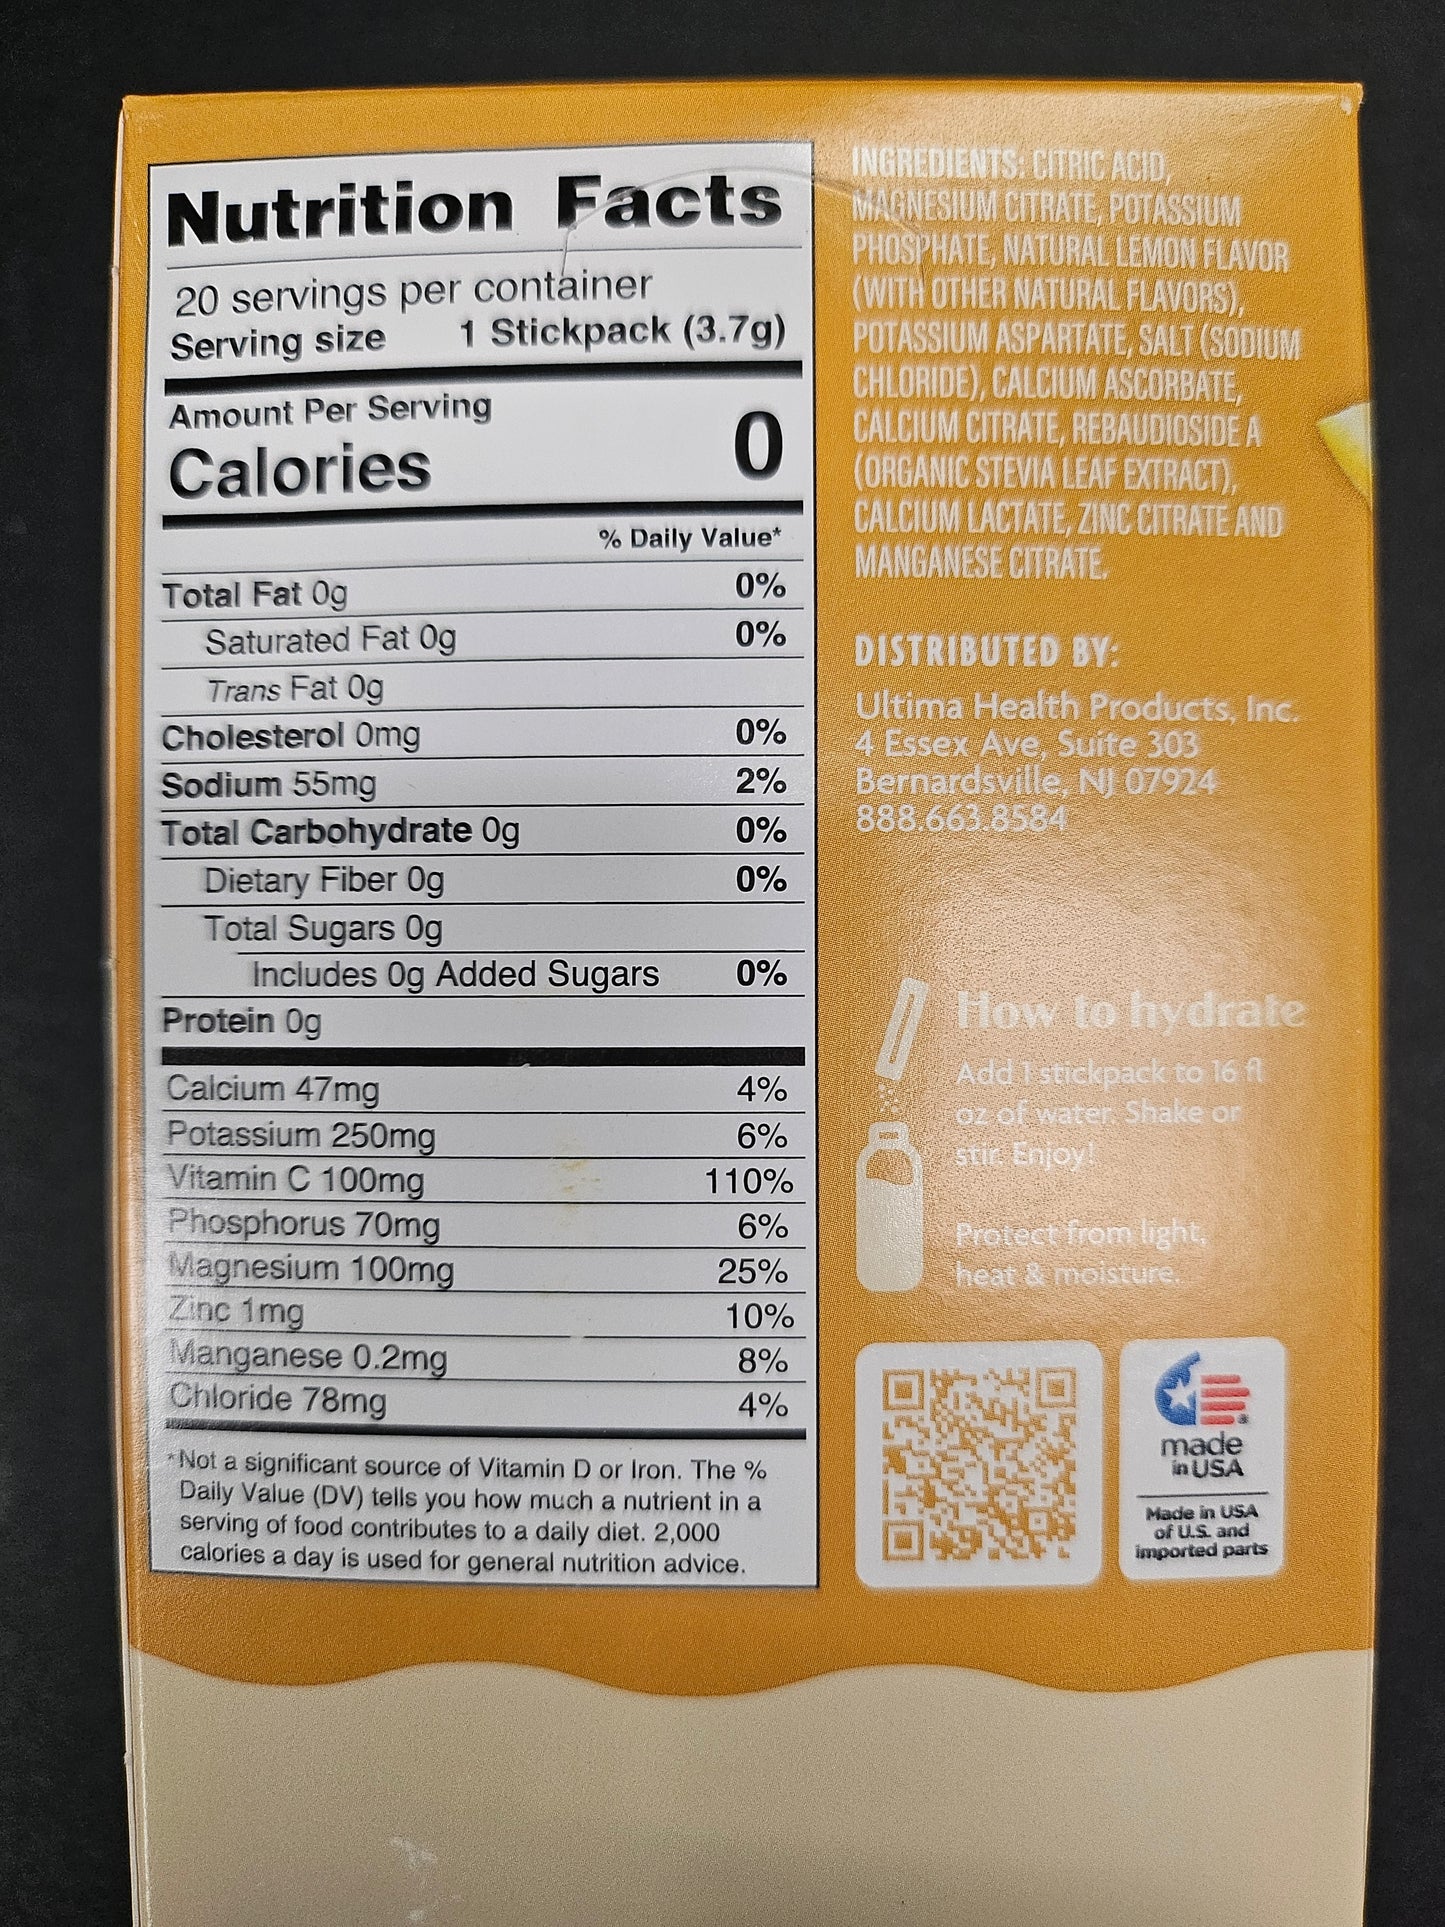 Nutrition Facts
20 servings per container
Serving size 1 Stickpack (3.7g)
Amount Per Serving
Calories 0
% Daily Value*
Total Fat 0g 0%
Saturated Fat 0g 0%
Trans Fat 0g
Cholesterol 0mg 0%
Sodium 55mg 2%
Total Carbohydrate 0g 0%
Dietary Fiber 0g 0%
Total Sugars 0g
Includes 0g Added Sugars 0%
Protein 0g
Calcium 47mg 4%
Potassium 250mg 6%
Vitamin C 100mg 110%
Phosphorus 70mg 6%
Magnesium 100mg 25%
Zinc 1mg 10%
Manganese 0.2mg 8%
Chloride 78mg 4%
*Not a significant source of Vitamin D or Iron. The %
Daily Value (DV) tells you how much a nutrient in a
serving of food contributes to a daily diet. 2,000
calories a day is used for general nutrition advice.
INGREDIENTS: CITRIC ACID,
MAGNESIUM CITRATE, POTASSIUM
PHOSPHATE, NATURAL LEMON FLAVOR
(WITH OTHER NATURAL FLAVORS),
POTASSIUM ASPARTATE, SALT (SODIUM
CHLORIDE), CALCIUM ASCORBATE,
CALCIUM CITRATE, REBAUDIOSIDE A
(ORGANIC STEVIA LEAF EXTRACT),
CALCIUM LACTATE, ZINC CITRATE AND
MANGANESE CITRATE.
DISTRIBUTED BY:
Ultima Health Products, Inc.
4 Essex Ave, Suite 303
Bernardsville, NJ 07924
888.663.8584
How to hydrate
Add 1 stickpack to 16 fl
oz of water. Shake or
stir. Enjoy!
Protect from light,
heat & moisture.
made
in USA
Made in USA
of U.S. and
imported parts